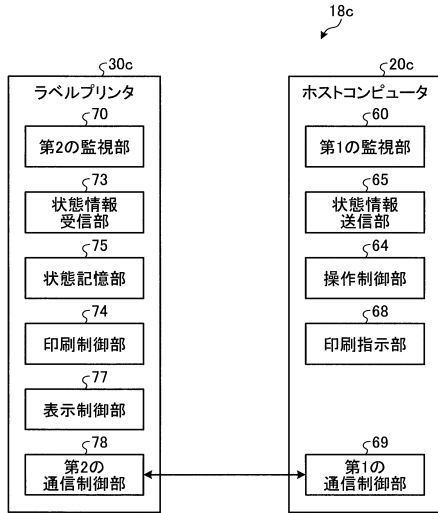 18c
30c
ラベルプリンタ
70
第2の監視部
73
状態情報
受信部
75
状態記憶部
74
印刷制御部
77
表示制御部
78
第2の
通信制御部
20c
ホストコンピュータ
60
第1の監視部
65
状態情報
送信部
64
操作制御部
68
印刷指示部
69
第1の
通信制御部